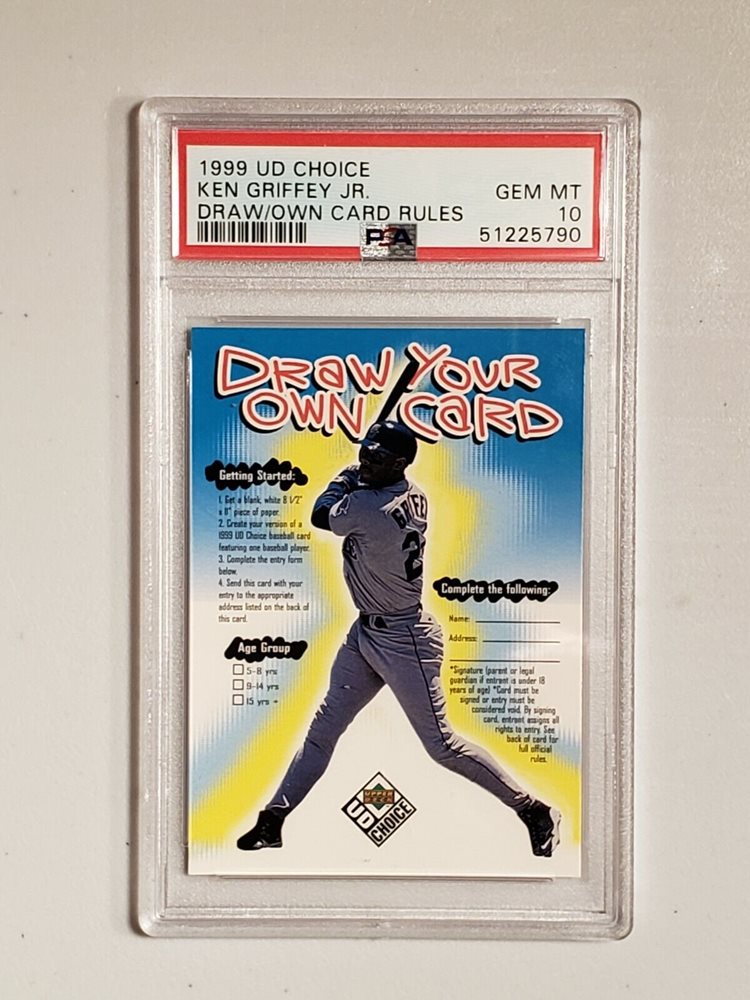 1999 UD CHOICE
KEN GRIFFEY JR. GEM MT
DRAW/OWN CARD RULES 10
PSA 51225790
DRAW YOUR
OWN CARD
Getting Started:
1. Get a blank, white 8 1/2"
x 11" piece of paper.
2. Create your version of a
1999 UD Choice baseball card
featuring one baseball player.
3. Complete the entry form
below.
4. Send this card with your
entry to the appropriate
address listed on the back of
this card.
Age Group
5-8 yrs
9-14 yrs
15 yrs +
GRIFFE
2
Complete the following:
Name:
Address:
*Signature (parent or legal
guardian if entrant is under 18
years of age) *Card must be
signed or entry must be
considered void. By signing
card, entrant assigns all
rights to entry. See
back of card for
full official
rules.
UPPER
DECK
UD CHOICE